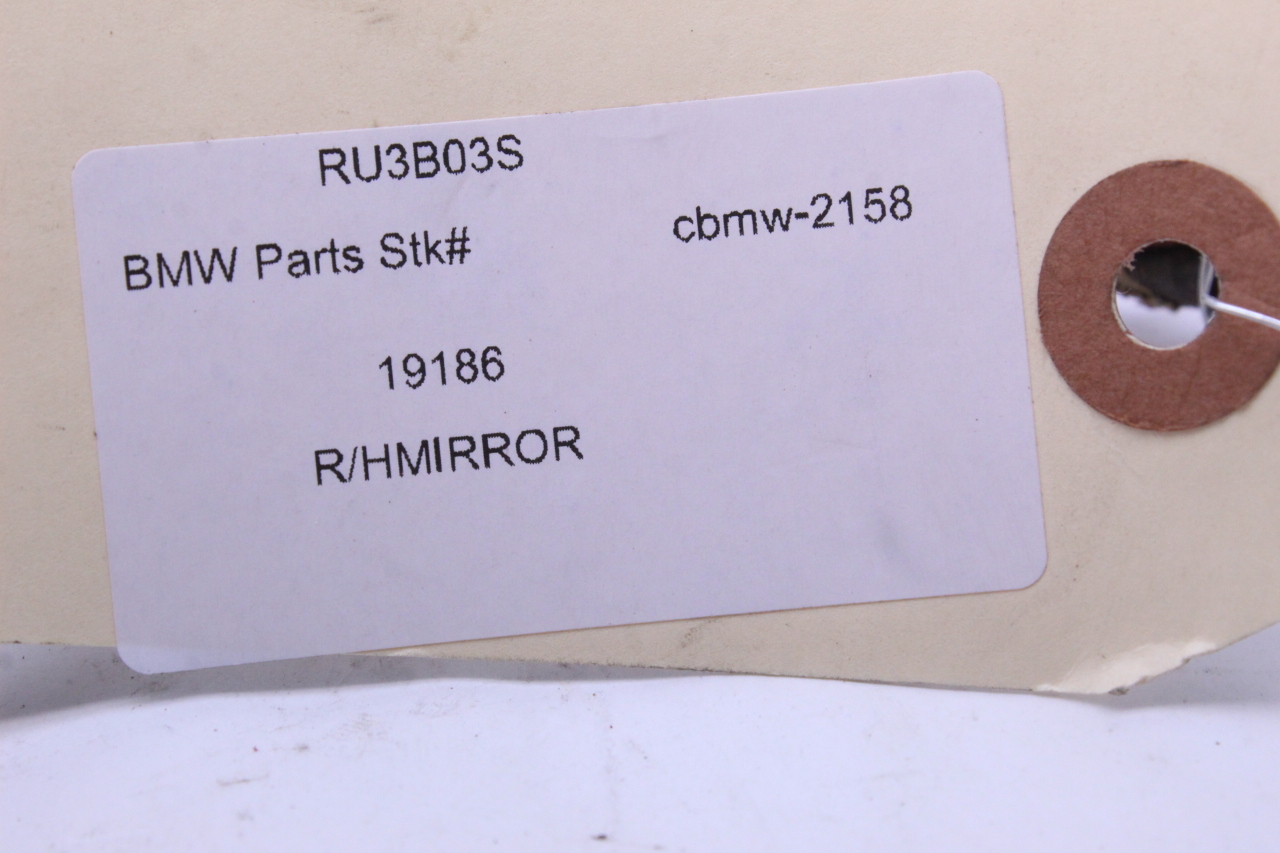 RU3B03S
BMW Parts Stk# cbmw-2158
19186
R/HMIRROR